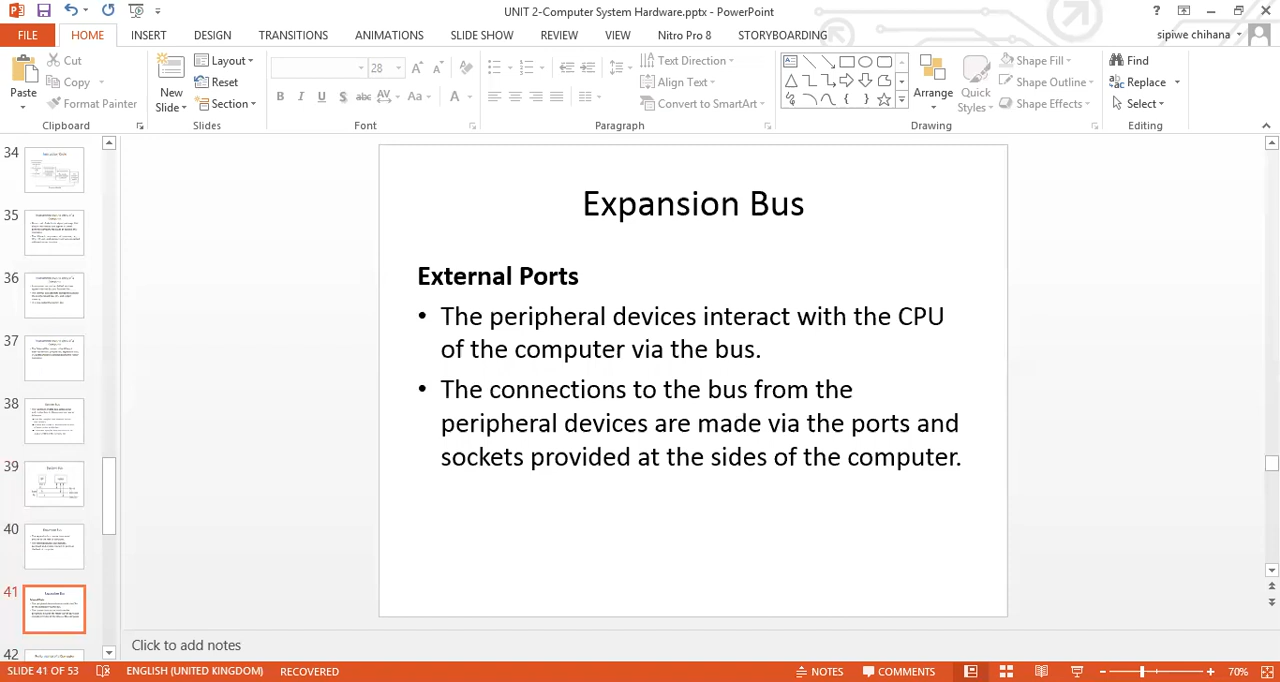 UNIT 2-Computer System Hardware.pptx - PowerPoint
FILE HOME INSERT DESIGN TRANSITIONS ANIMATIONS SLIDE SHOW REVIEW VIEW Nitro Pro 8 STORYBOARDING sipiwe chihana
Paste
Cut
Copy
Format Painter
Clipboard
New
Slide
Layout
Reset
Section
Slides
28
B I U S abc AV Aa A
Font
Text Direction
Align Text
Convert to SmartArt
Paragraph
Arrange
Quick
Styles
Shape Fill
Shape Outline
Shape Effects
Drawing
Find
Replace
Select
Editing
34
35
36
37
38
39
40
41
42
Expansion Bus
External Ports
• The peripheral devices interact with the CPU
of the computer via the bus.
• The connections to the bus from the
peripheral devices are made via the ports and
sockets provided at the sides of the computer.
Click to add notes
SLIDE 41 OF 53 ENGLISH (UNITED KINGDOM) RECOVERED NOTES COMMENTS 70%